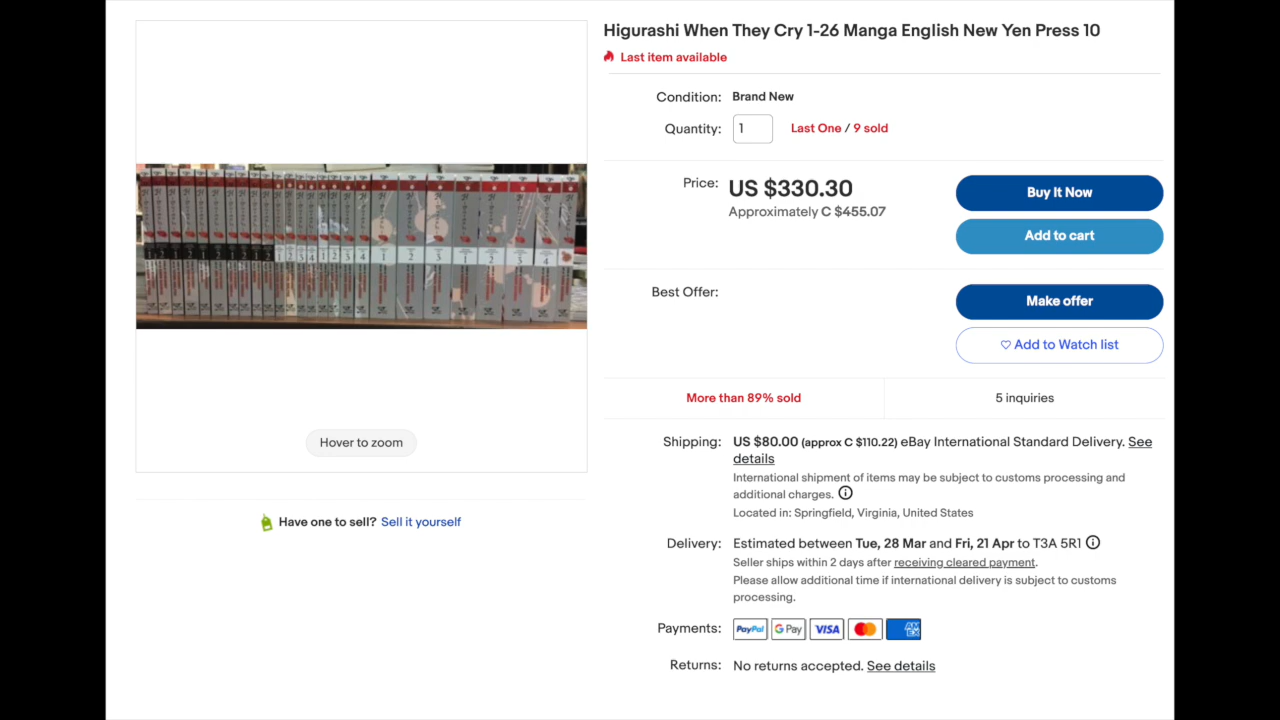 Higurashi When They Cry 1-26 Manga English New Yen Press 10
Last item available
Condition: Brand New
Quantity: 1 Last One / 9 sold
Price: US $330.30
Approximately C $455.07
Buy It Now
Add to cart
Best Offer:
Make offer
Add to Watch list
More than 89% sold
5 inquiries
Hover to zoom
Have one to sell? Sell it yourself
Shipping: US $80.00 (approx C $110.22) eBay International Standard Delivery. See
details
International shipment of items may be subject to customs processing and
additional charges.
Located in: Springfield, Virginia, United States
Delivery: Estimated between Tue, 28 Mar and Fri, 21 Apr to T3A 5R1
Seller ships within 2 days after receiving cleared payment.
Please allow additional time if international delivery is subject to customs
processing.
Payments: PayPal G Pay VISA AMEX
Returns: No returns accepted. See details